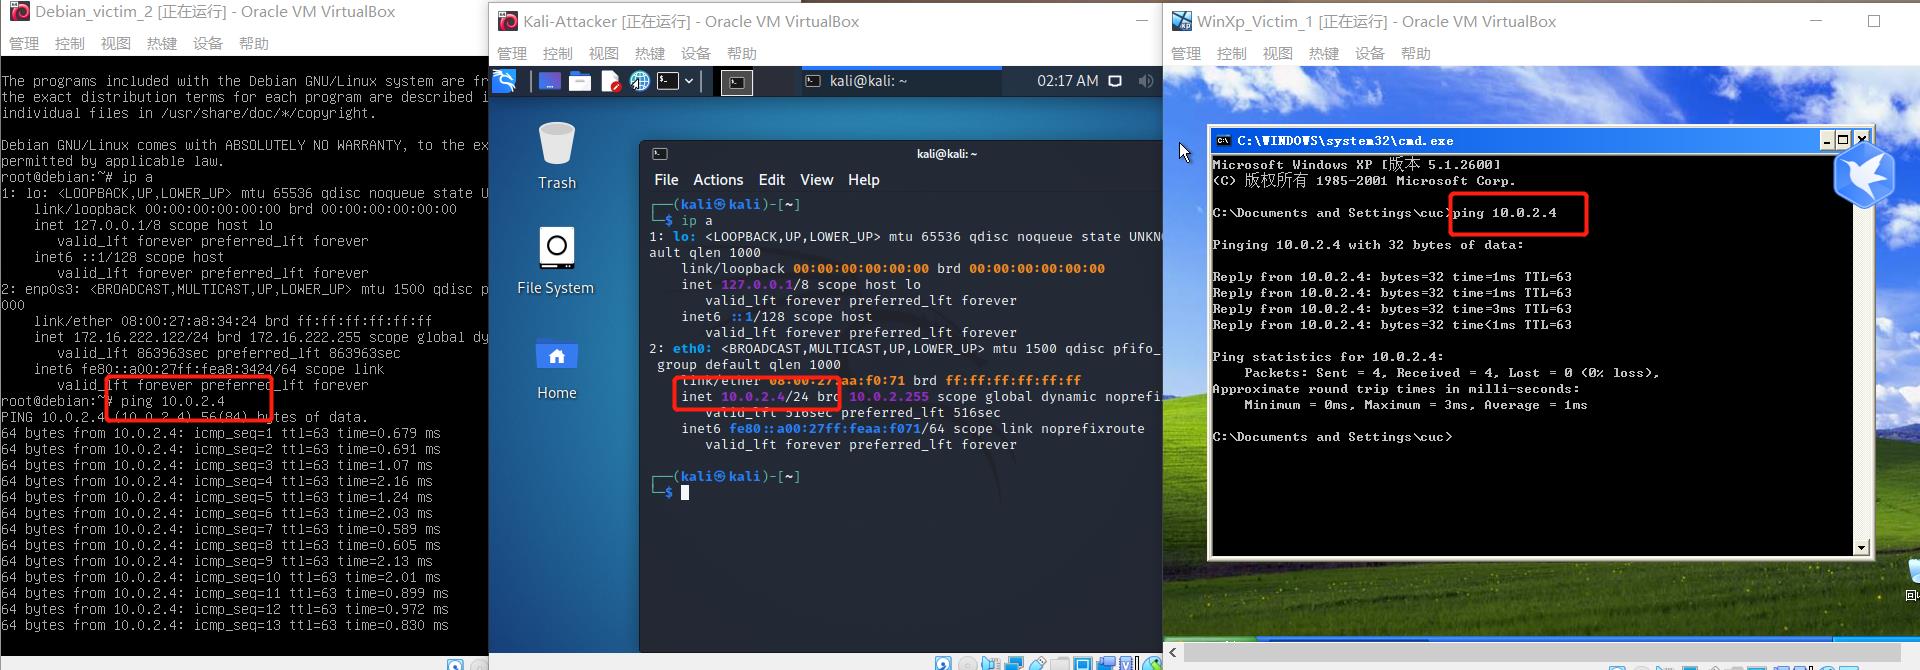 Debian_victim_2 [正在运行] - Oracle VM VirtualBox
管理 控制 视图 热键 设备 帮助
The programs included with the Debian GNU/Linux system are fr
the exact distribution terms for each program are described i
individual files in /usr/share/doc/*/copyright.
Debian GNU/Linux comes with ABSOLUTELY NO WARRANTY, to the ex
permitted by applicable law.
root@debian:~# ip a
1: lo: <LOOPBACK,UP,LOWER_UP> mtu 65536 qdisc noqueue state U
link/loopback 00:00:00:00:00:00 brd 00:00:00:00:00:00
inet 127.0.0.1/8 scope host lo
valid_lft forever preferred_lft forever
inet6 ::1/128 scope host
valid_lft forever preferred_lft forever
2: enp0s3: <BROADCAST,MULTICAST,UP,LOWER_UP> mtu 1500 qdisc p
000
link/ether 08:00:27:a8:34:24 brd ff:ff:ff:ff:ff:ff
inet 172.16.222.122/24 brd 172.16.222.255 scope global dy
valid_lft 863963sec preferred_lft 863963sec
inet6 fe80::a00:27ff:fea8:3424/64 scope link
valid_lft forever preferred_lft forever
root@debian:~# ping 10.0.2.4
PING 10.0.2.4 (10.0.2.4) 56(84) bytes of data.
64 bytes from 10.0.2.4: icmp_seq=1 ttl=63 time=0.679 ms
64 bytes from 10.0.2.4: icmp_seq=2 ttl=63 time=0.691 ms
64 bytes from 10.0.2.4: icmp_seq=3 ttl=63 time=1.07 ms
64 bytes from 10.0.2.4: icmp_seq=4 ttl=63 time=2.16 ms
64 bytes from 10.0.2.4: icmp_seq=5 ttl=63 time=1.24 ms
64 bytes from 10.0.2.4: icmp_seq=6 ttl=63 time=2.03 ms
64 bytes from 10.0.2.4: icmp_seq=7 ttl=63 time=0.589 ms
64 bytes from 10.0.2.4: icmp_seq=8 ttl=63 time=0.605 ms
64 bytes from 10.0.2.4: icmp_seq=9 ttl=63 time=2.13 ms
64 bytes from 10.0.2.4: icmp_seq=10 ttl=63 time=2.01 ms
64 bytes from 10.0.2.4: icmp_seq=11 ttl=63 time=0.899 ms
64 bytes from 10.0.2.4: icmp_seq=12 ttl=63 time=0.972 ms
64 bytes from 10.0.2.4: icmp_seq=13 ttl=63 time=0.830 ms
Kali-Attacker [正在运行] - Oracle VM VirtualBox
管理 控制 视图 热键 设备 帮助
kali@kali: ~
02:17 AM
Trash
File System
Home
kali@kali: ~
File Actions Edit View Help
┌──(kali㉿kali)-[~]
└─$ ip a
1: lo: <LOOPBACK,UP,LOWER_UP> mtu 65536 qdisc noqueue state UNKN
ault qlen 1000
link/loopback 00:00:00:00:00:00 brd 00:00:00:00:00:00
inet 127.0.0.1/8 scope host lo
valid_lft forever preferred_lft forever
inet6 ::1/128 scope host
valid_lft forever preferred_lft forever
2: eth0: <BROADCAST,MULTICAST,UP,LOWER_UP> mtu 1500 qdisc pfifo_
group default qlen 1000
link/ether 08:00:27:aa:f0:71 brd ff:ff:ff:ff:ff:ff
inet 10.0.2.4/24 brd 10.0.2.255 scope global dynamic noprefi
valid_lft 516sec preferred_lft 516sec
inet6 fe80::a00:27ff:feaa:f071/64 scope link noprefixroute
valid_lft forever preferred_lft forever
┌──(kali㉿kali)-[~]
└─$
WinXp_Victim_1 [正在运行] - Oracle VM VirtualBox
管理 控制 视图 热键 设备 帮助
C:\WINDOWS\system32\cmd.exe
Microsoft Windows XP [版本 5.1.2600]
(C) 版权所有 1985-2001 Microsoft Corp.
C:\Documents and Settings\cuc>ping 10.0.2.4
Pinging 10.0.2.4 with 32 bytes of data:
Reply from 10.0.2.4: bytes=32 time=1ms TTL=63
Reply from 10.0.2.4: bytes=32 time=1ms TTL=63
Reply from 10.0.2.4: bytes=32 time=3ms TTL=63
Reply from 10.0.2.4: bytes=32 time<1ms TTL=63
Ping statistics for 10.0.2.4:
Packets: Sent = 4, Received = 4, Lost = 0 (0% loss),
Approximate round trip times in milli-seconds:
Minimum = 0ms, Maximum = 3ms, Average = 1ms
C:\Documents and Settings\cuc>
回